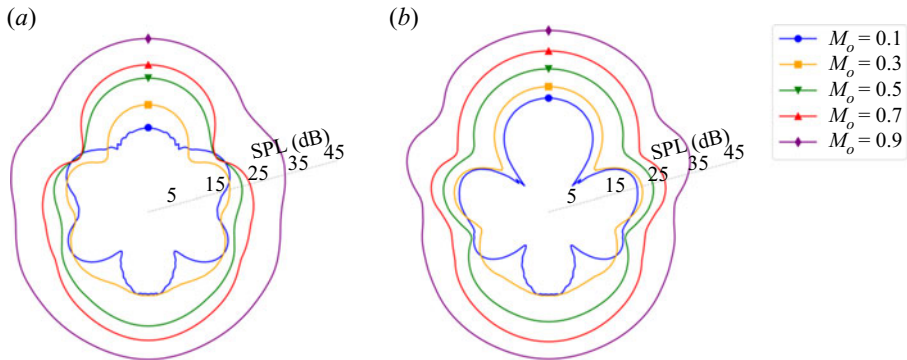 (a)
SPL (dB)
5
15
25
35
45
(b)
SPL (dB)
5
15
25
35
45
M_o = 0.1
M_o = 0.3
M_o = 0.5
M_o = 0.7
M_o = 0.9